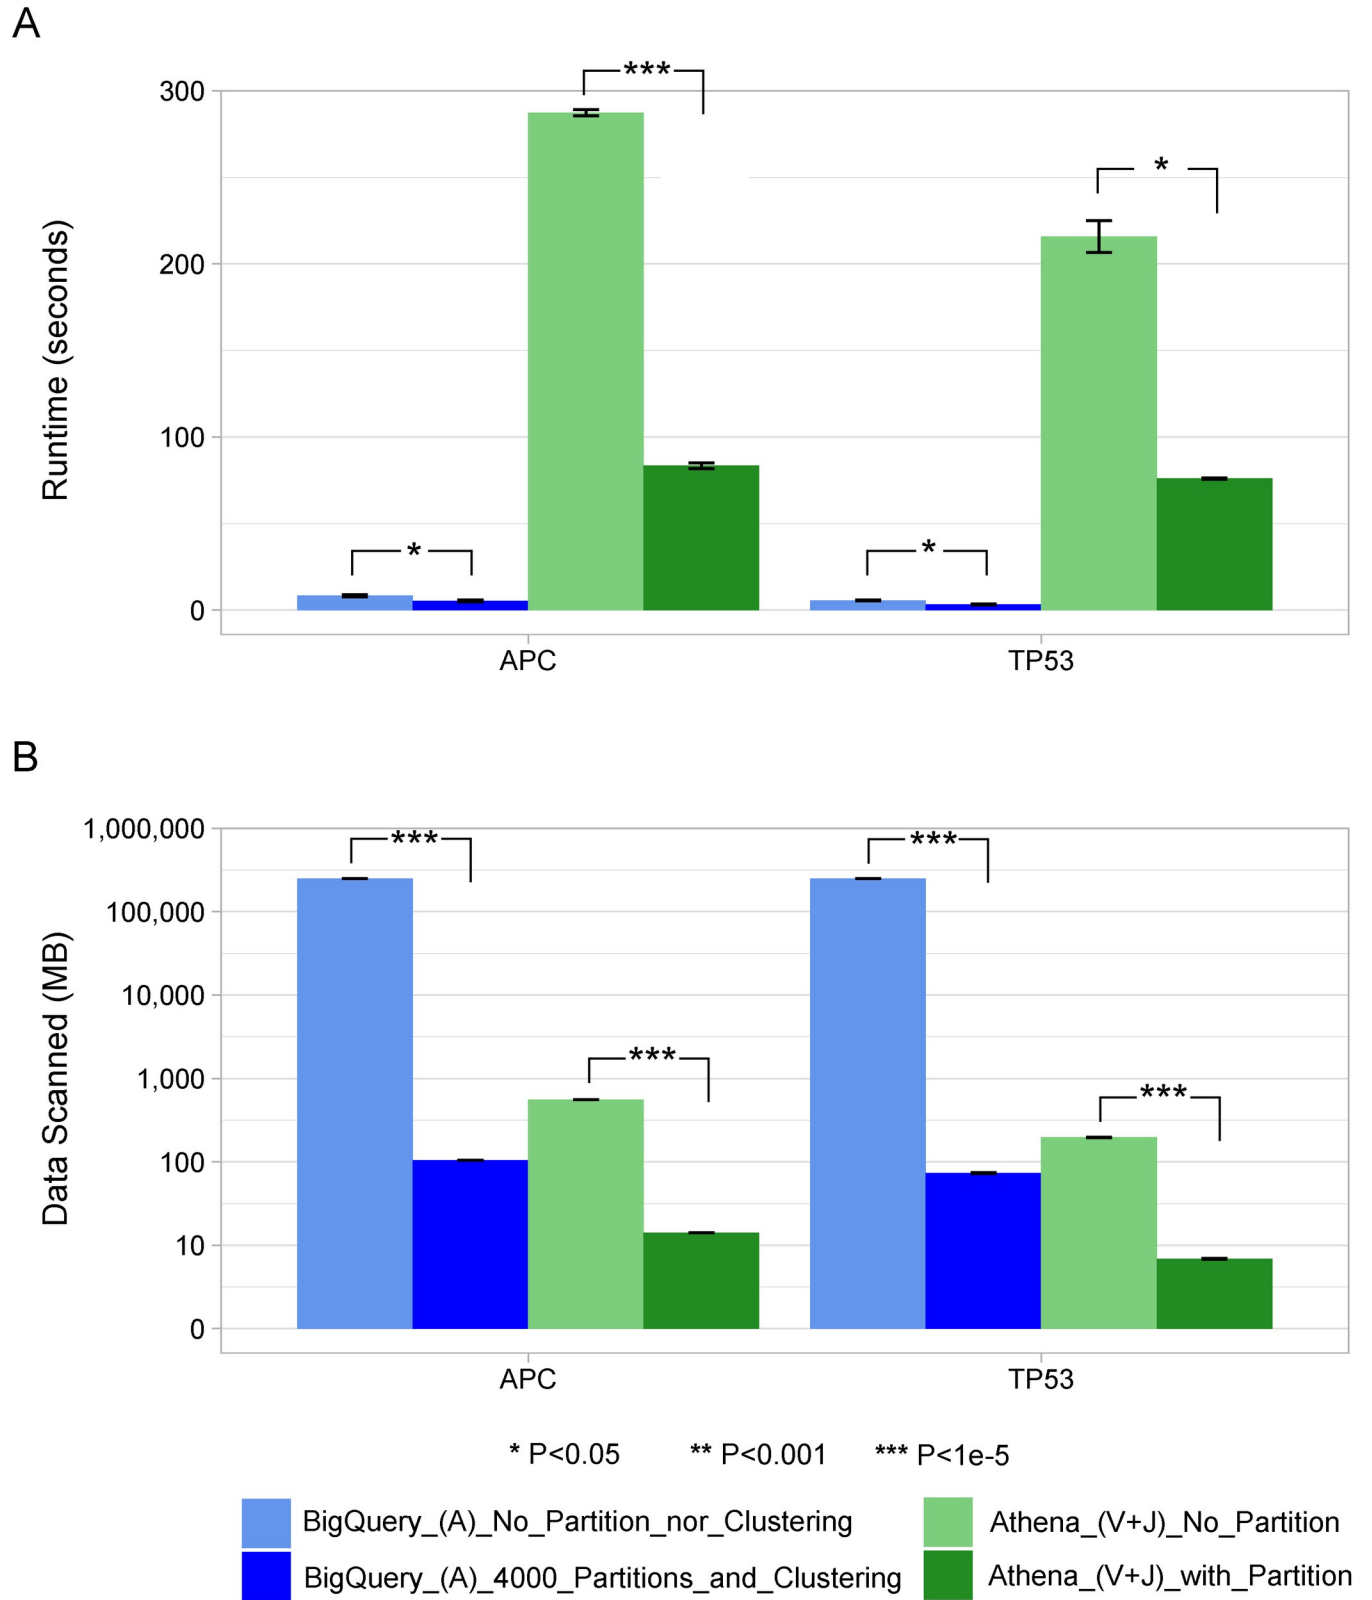 A
Runtime (seconds)
300
200
100
0
***
*
*
*
APC
TP53
B
Data Scanned (MB)
1,000,000
100,000
10,000
1,000
100
10
0
***
***
***
***
APC
TP53
* P<0.05 ** P<0.001 *** P<1e-5
BigQuery_(A)_No_Partition_nor_Clustering
Athena_(V+J)_No_Partition
BigQuery_(A)_4000_Partitions_and_Clustering
Athena_(V+J)_with_Partition